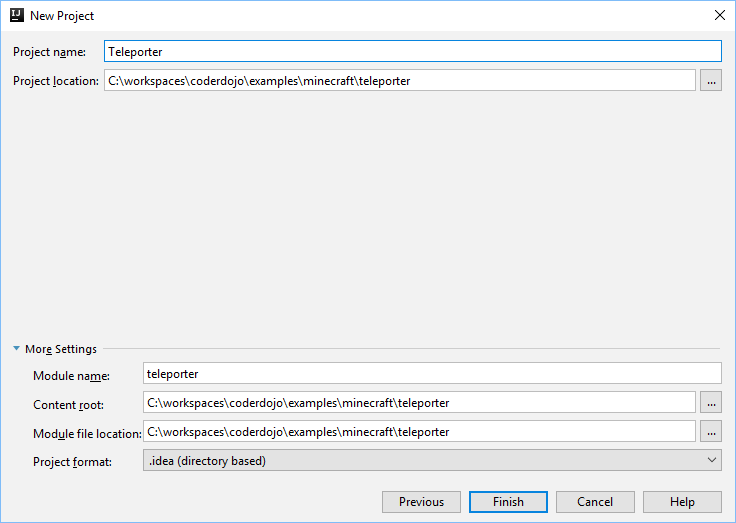 New Project
Project name: Teleporter
Project location: C:\workspaces\coderdojo\examples\minecraft\teleporter ...
More Settings
Module name: teleporter
Content root: C:\workspaces\coderdojo\examples\minecraft\teleporter ...
Module file location: C:\workspaces\coderdojo\examples\minecraft\teleporter ...
Project format: .idea (directory based)
Previous Finish Cancel Help